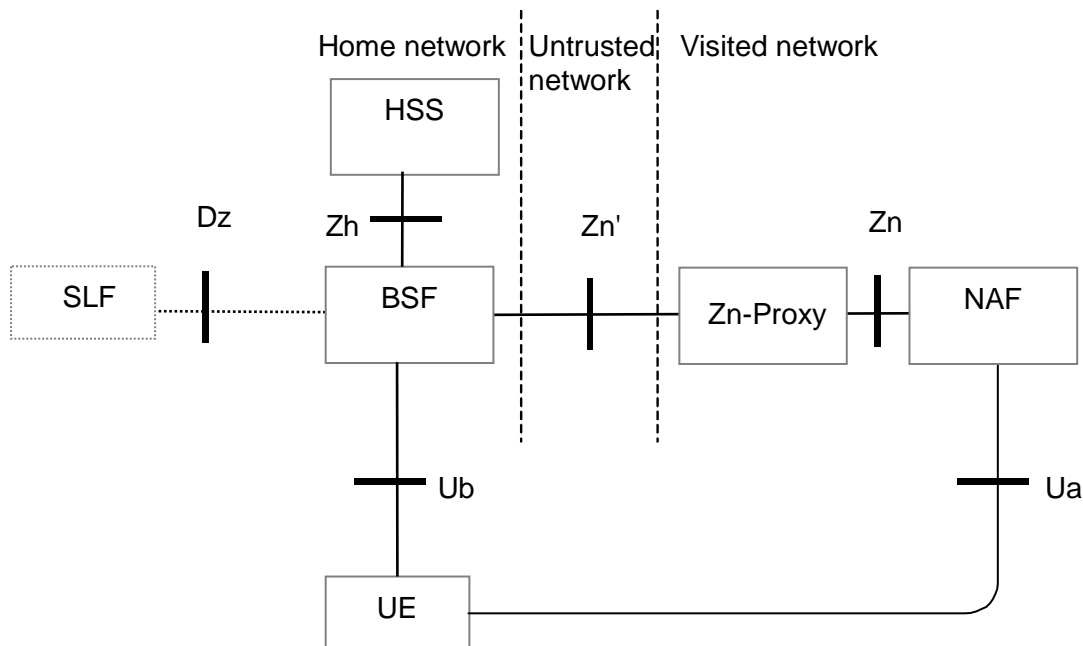 Home network
Untrusted network
Visited network
HSS
Dz
Zh
Zn'
Zn
SLF
BSF
Zn-Proxy
NAF
Ub
Ua
UE